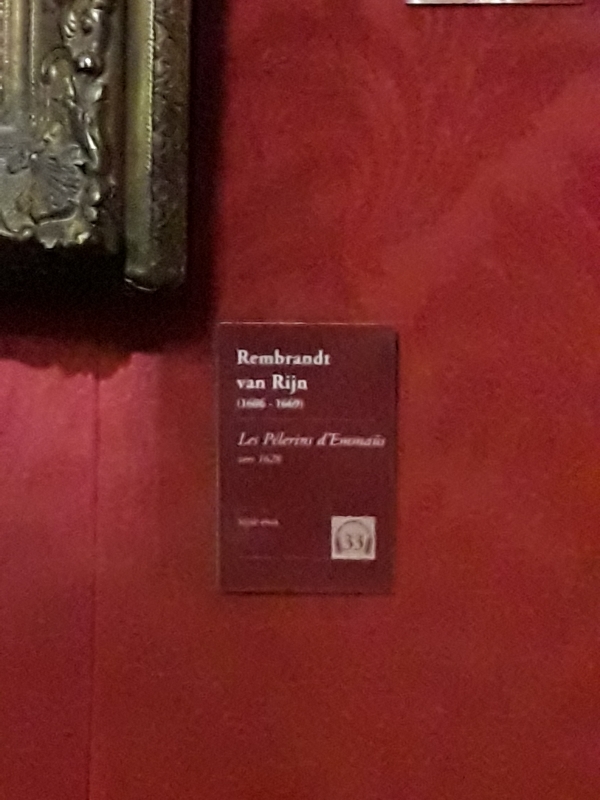 Rembrandt
van Rijn
(1606 - 1669)
Les Pèlerins d'Emmaüs
vers 1628
33